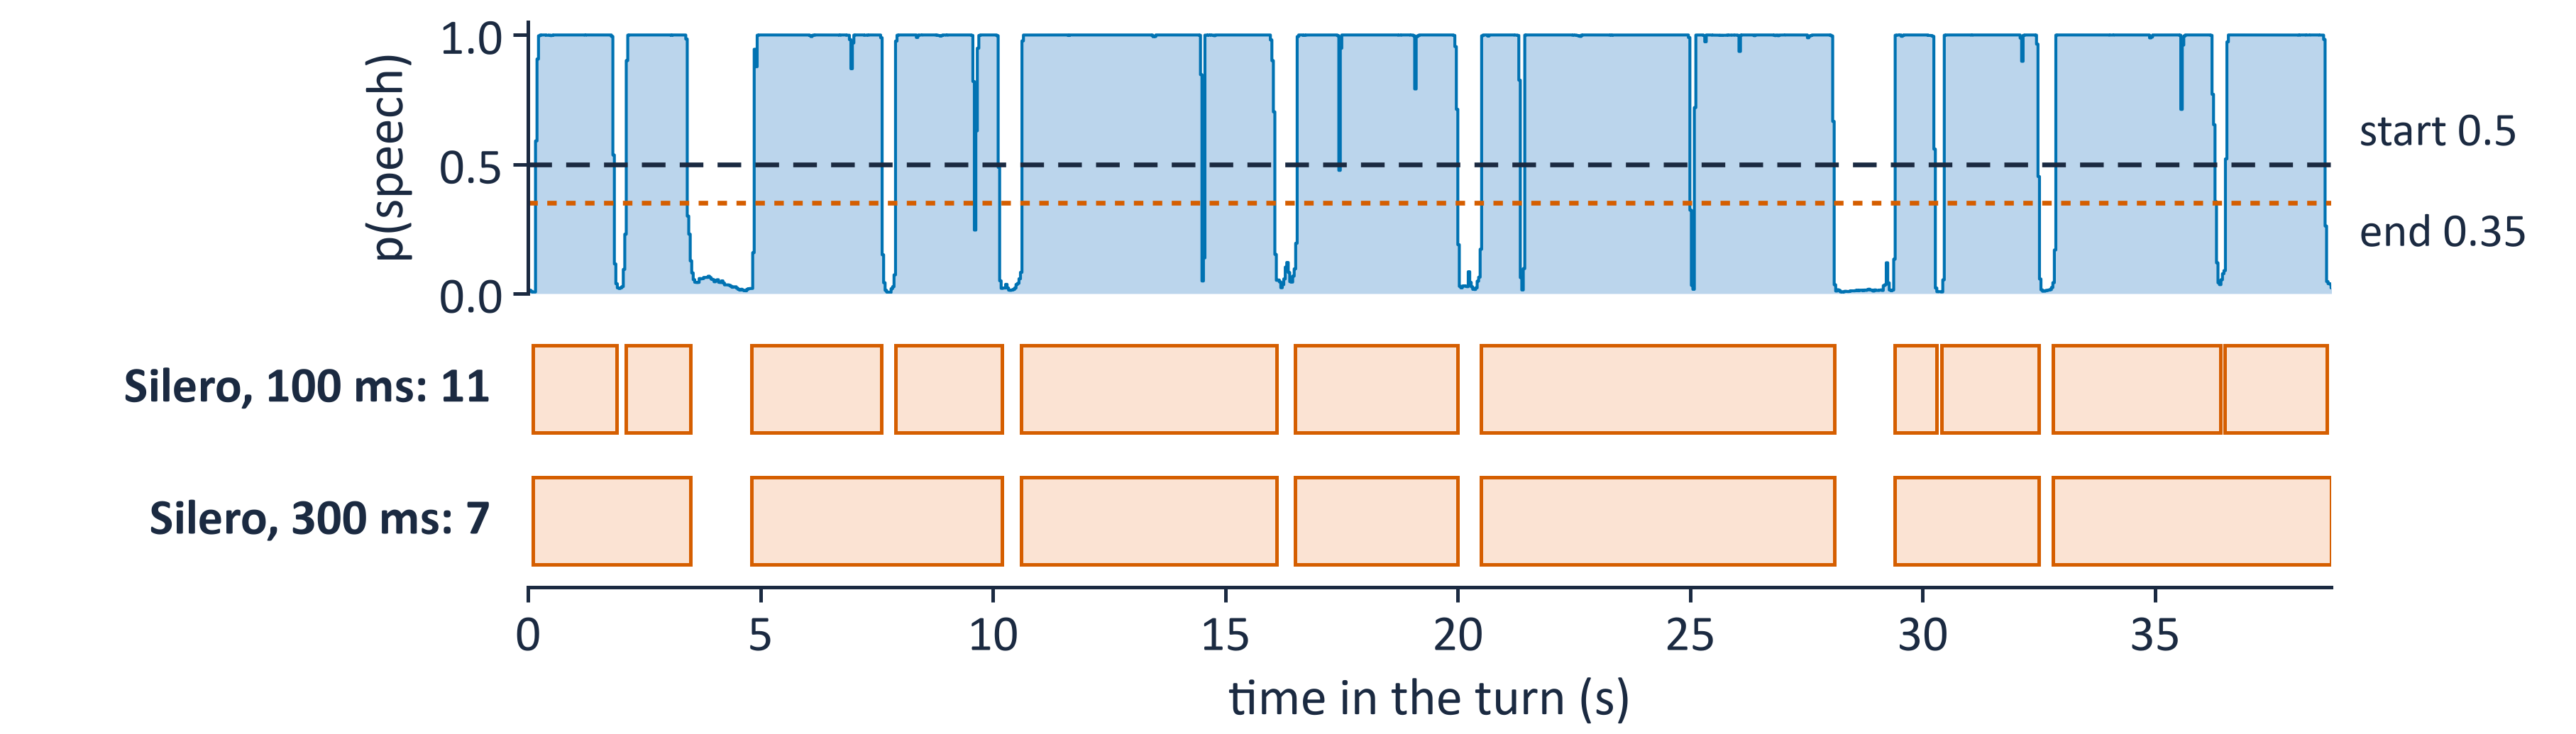 1.0
0.5
0.0
p(speech)
start 0.5
end 0.35
Silero, 100 ms: 11
Silero, 300 ms: 7
0 5 10 15 20 25 30 35
time in the turn (s)